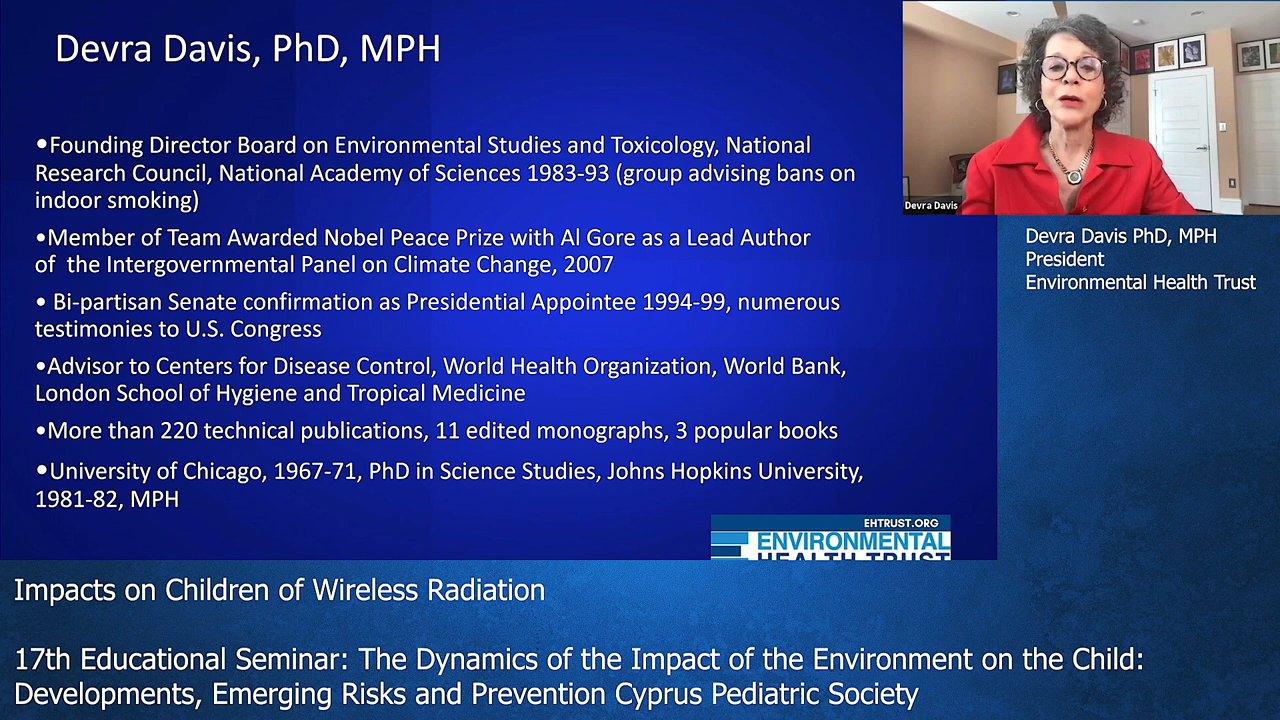 Devra Davis, PhD, MPH
•Founding Director Board on Environmental Studies and Toxicology, National
Research Council, National Academy of Sciences 1983-93 (group advising bans on
indoor smoking)
•Member of Team Awarded Nobel Peace Prize with Al Gore as a Lead Author
of the Intergovernmental Panel on Climate Change, 2007
• Bi-partisan Senate confirmation as Presidential Appointee 1994-99, numerous
testimonies to U.S. Congress
•Advisor to Centers for Disease Control, World Health Organization, World Bank,
London School of Hygiene and Tropical Medicine
•More than 220 technical publications, 11 edited monographs, 3 popular books
•University of Chicago, 1967-71, PhD in Science Studies, Johns Hopkins University,
1981-82, MPH
EHTRUST.ORG
ENVIRONMENTAL
HEALTH TRUST
Devra Davis
Devra Davis PhD, MPH
President
Environmental Health Trust
Impacts on Children of Wireless Radiation
17th Educational Seminar: The Dynamics of the Impact of the Environment on the Child:
Developments, Emerging Risks and Prevention Cyprus Pediatric Society